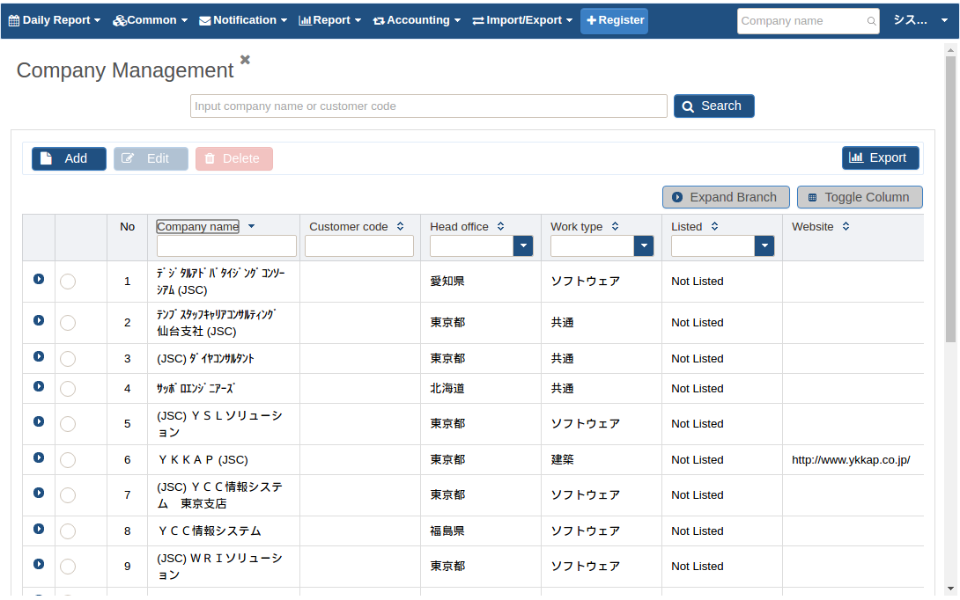 Daily Report Common Notification Report Accounting Import/Export Register Company name シス...
Company Management
Input company name or customer code Search
Add Edit Delete Export
Expand Branch Toggle Column
No Company name Customer code Head office Work type Listed Website
1 ﾃﾞｼﾞﾀﾙｱﾄﾞﾊﾞﾀｲｼﾞﾝｸﾞｺﾝｿｰ 愛知県 ソフトウェア Not Listed
ｼｱﾑ (JSC)
2 ﾃﾝﾌﾟｽﾀｯﾌｷｬﾘｱｺﾝｻﾙﾃｨﾝｸﾞ 東京都 共通 Not Listed
仙台支社 (JSC)
3 (JSC) ﾀﾞｲﾔｺﾝｻﾙﾀﾝﾄ 東京都 共通 Not Listed
4 ｻｯﾎﾟﾛｴﾝｼﾞﾆｱｰｽﾞ 北海道 共通 Not Listed
5 (JSC) ＹＳＬソリューシ 東京都 ソフトウェア Not Listed
ョン
6 ＹＫＫＡＰ (JSC) 東京都 建築 Not Listed http://www.ykkap.co.jp/
7 (JSC) ＹＣＣ情報システ 東京都 ソフトウェア Not Listed
ム　東京支店
8 ＹＣＣ情報システム 福島県 ソフトウェア Not Listed
9 (JSC) ＷＲＩソリューシ 東京都 ソフトウェア Not Listed
ョン